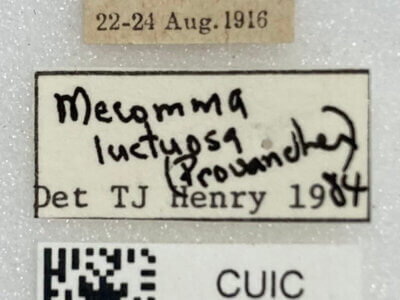 22-24 Aug. 1916
Mecomma
luctuosa
(Provancher)
Det TJ Henry 1984
CUIC